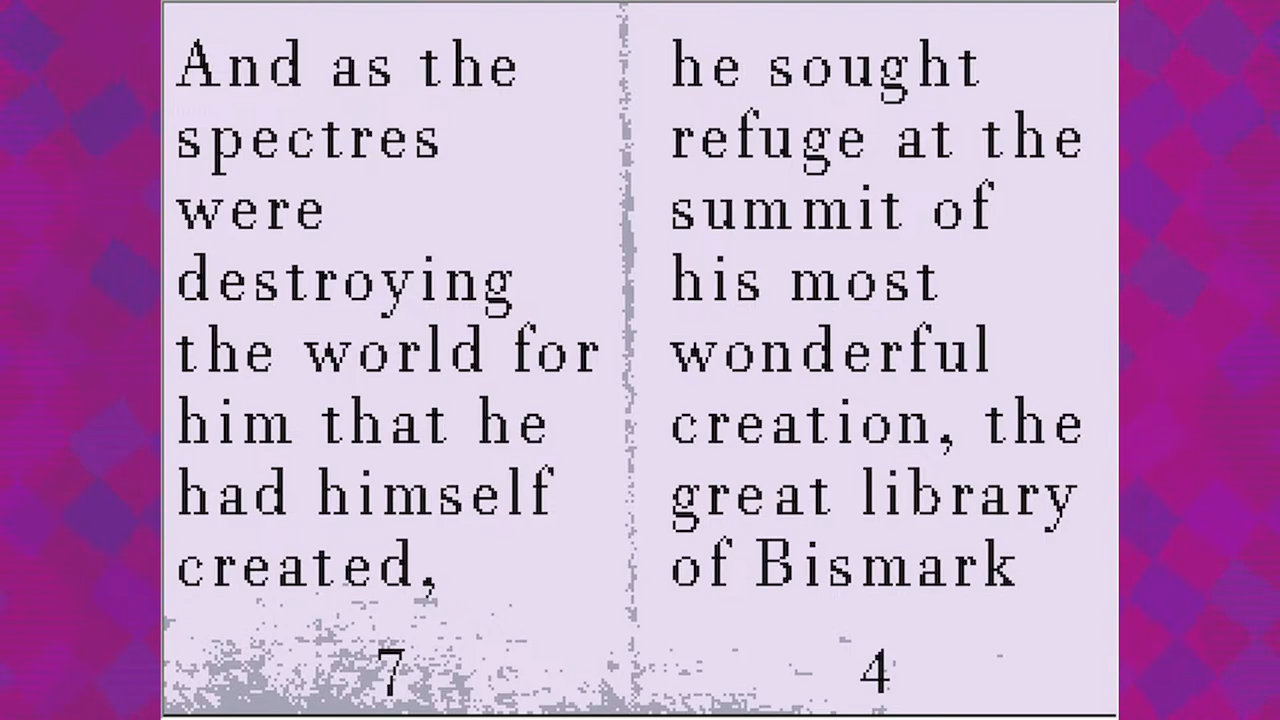 And as the
spectres
were
destroying
the world for
him that he
had himself
created,
7
he sought
refuge at the
summit of
his most
wonderful
creation, the
great library
of Bismark
4